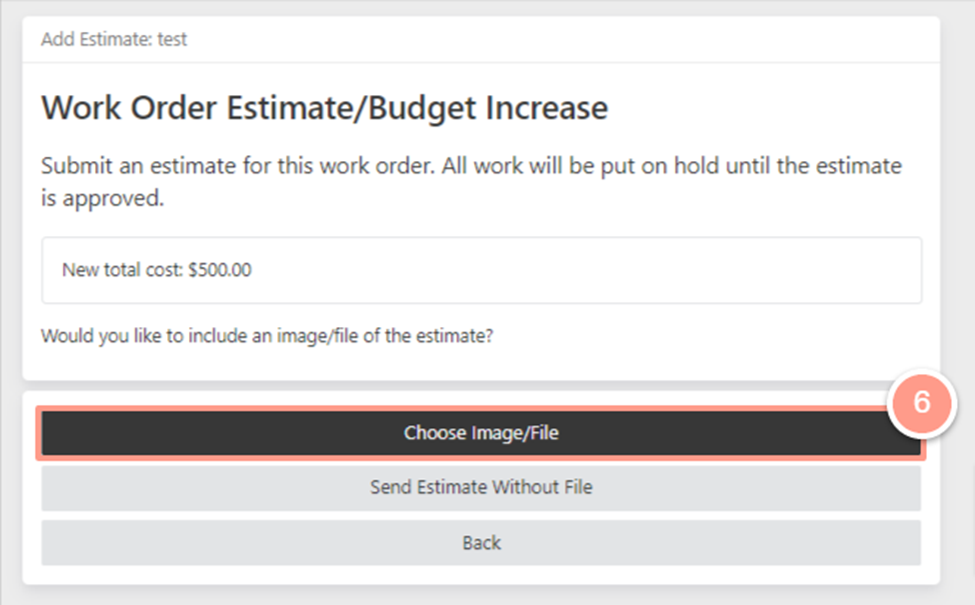 Add Estimate: test
Work Order Estimate/Budget Increase
Submit an estimate for this work order. All work will be put on hold until the estimate
is approved.
New total cost: $500.00
Would you like to include an image/file of the estimate?
6
Choose Image/File
Send Estimate Without File
Back